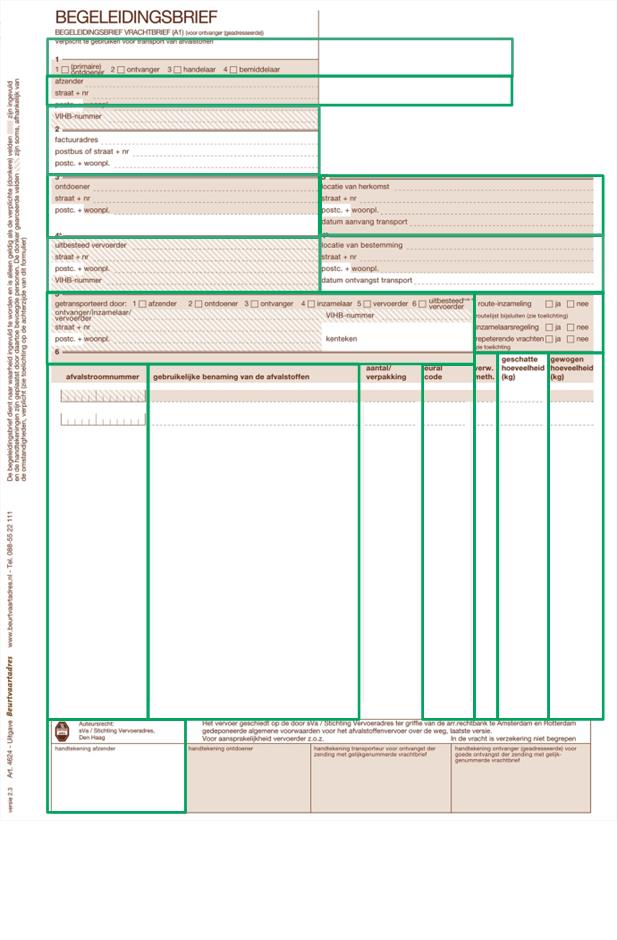 BEGELEIDINGSBRIEF
BEGELEIDINGSBRIEF VRACHTBRIEF (A1) (voor ontvanger (geadresseerde))
verplicht te gebruiken voor transport van afvalstoffen
1
1 (primaire) ontdoener 2 ontvanger 3 handelaar 4 bemiddelaar
afzender
straat + nr
postc. + woonpl.
VIHB-nummer
2
factuuradres
postbus of straat + nr
postc. + woonpl.
3
ontdoener
straat + nr
postc. + woonpl.
locatie van herkomst
straat + nr
postc. + woonpl.
datum aanvang transport
uitbesteed vervoerder
straat + nr
postc. + woonpl.
VIHB-nummer
locatie van bestemming
straat + nr
postc. + woonpl.
datum ontvangst transport
getransporteerd door: 1 afzender 2 ontdoener 3 ontvanger 4 inzamelaar 5 vervoerder 6 uitbesteed vervoerder
ontvanger/inzamelaar/
vervoerder
straat + nr
postc. + woonpl.
VIHB-nummer
kenteken
route-inzameling ja nee
routelijst bijsluiten (zie toelichting)
inzamelaarsregeling ja nee
repeterende vrachten ja nee
zie toelichting
6
afvalstroomnummer
gebruikelijke benaming van de afvalstoffen
aantal/
verpakking
eural
code
verw.
meth.
geschatte
hoeveelheid
(kg)
gewogen
hoeveelheid
(kg)
Auteursrecht:
sVa / Stichting Vervoeradres,
Den Haag
Het vervoer geschiedt op de door sVa / Stichting Vervoeradres ter griffie van de arr.rechtbank te Amsterdam en Rotterdam
gedeponeerde algemene voorwaarden voor het afvalstoffenvervoer over de weg, laatste versie.
Voor aansprakelijkheid vervoerder z.o.z. In de vracht is verzekering niet begrepen
handtekening afzender
handtekening ontdoener
handtekening transporteur voor ontvangst der
zending met gelijkgenummerde vrachtbrief
handtekening ontvanger (geadresseerde) voor
goede ontvangst der zending met gelijk-
genummerde vrachtbrief
De begeleidingsbrief dient naar waarheid ingevuld te worden en is alleen geldig als de verplichte (donkere) velden zijn ingevuld
en de handtekeningen zijn geplaatst door daartoe bevoegde personen. De donker gearceerde velden zijn soms, afhankelijk van
de omstandigheden, verplicht (zie toelichting op de achterzijde van dit formulier)
versie 2.3 Art. 4624 - Uitgave Beurtvaartadres www.beurtvaartadres.nl - Tel. 088-55 22 111